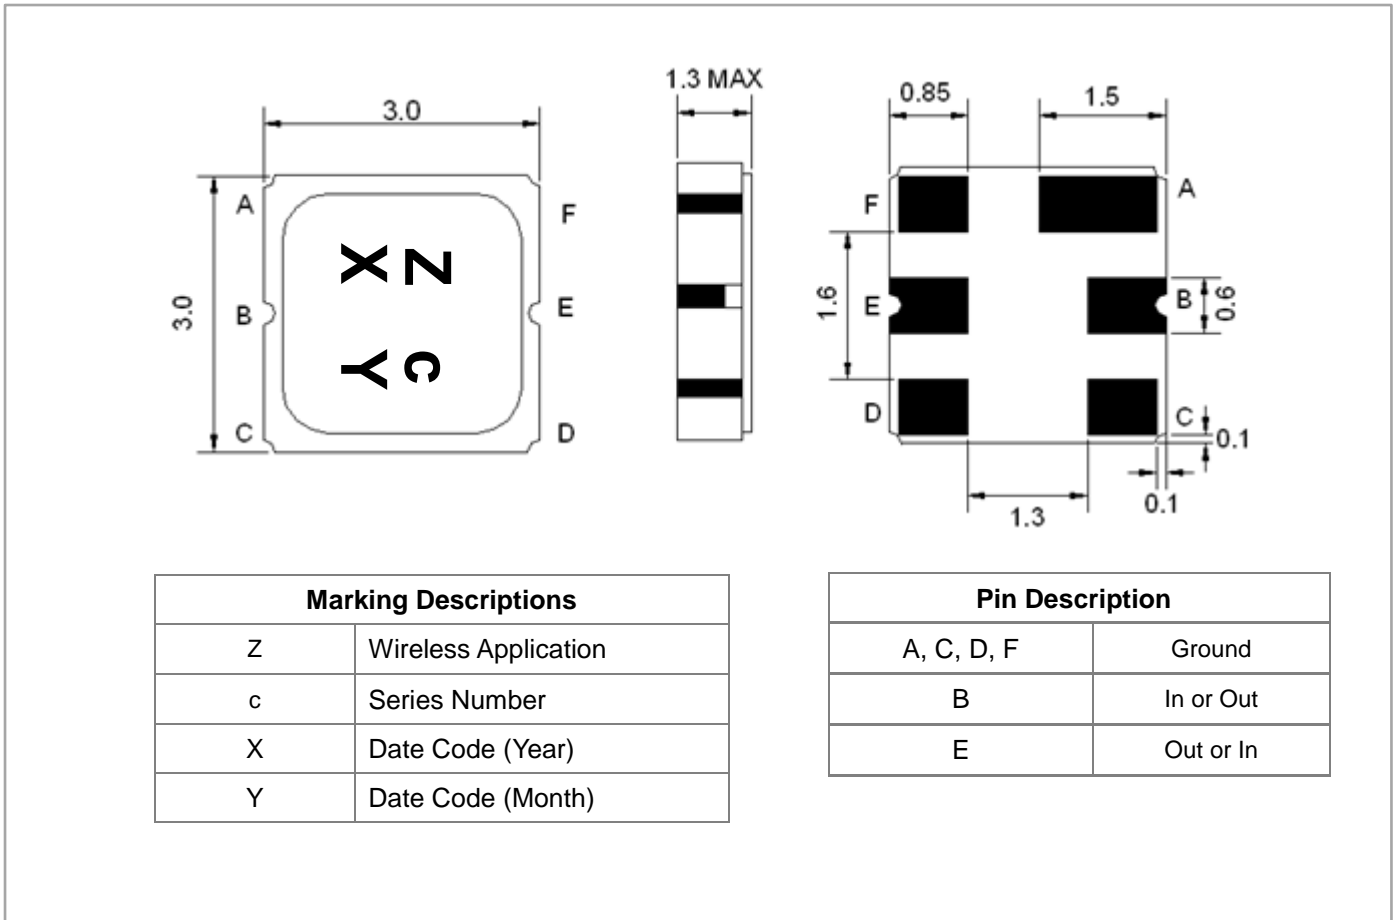 1.3 MAX
3.0
0.85
1.5
A
F
3.0
Z
X
B
E
c
Y
C
D
F
A
1.6
E
B
0.6
D
C
0.1
0.1
1.3
Marking Descriptions
Z Wireless Application
c Series Number
X Date Code (Year)
Y Date Code (Month)
Pin Description
A, C, D, F Ground
B In or Out
E Out or In